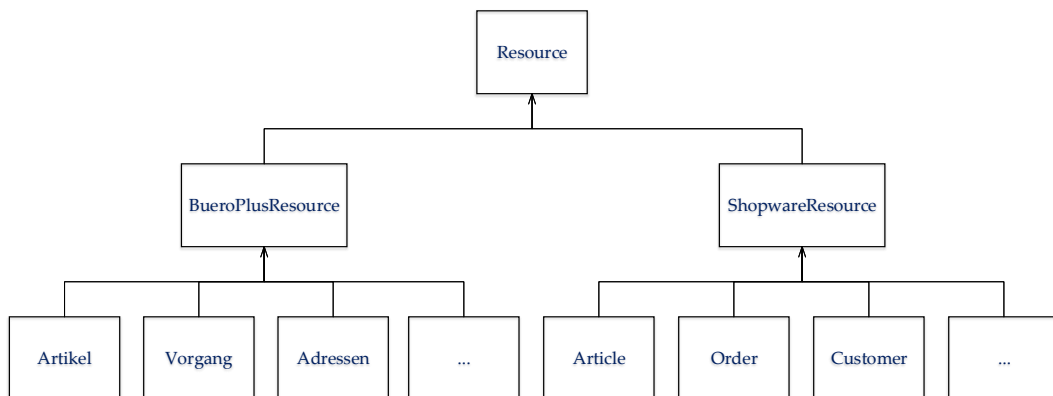 Resource
BueroPlusResource
ShopwareResource
Artikel
Vorgang
Adressen
...
Article
Order
Customer
...